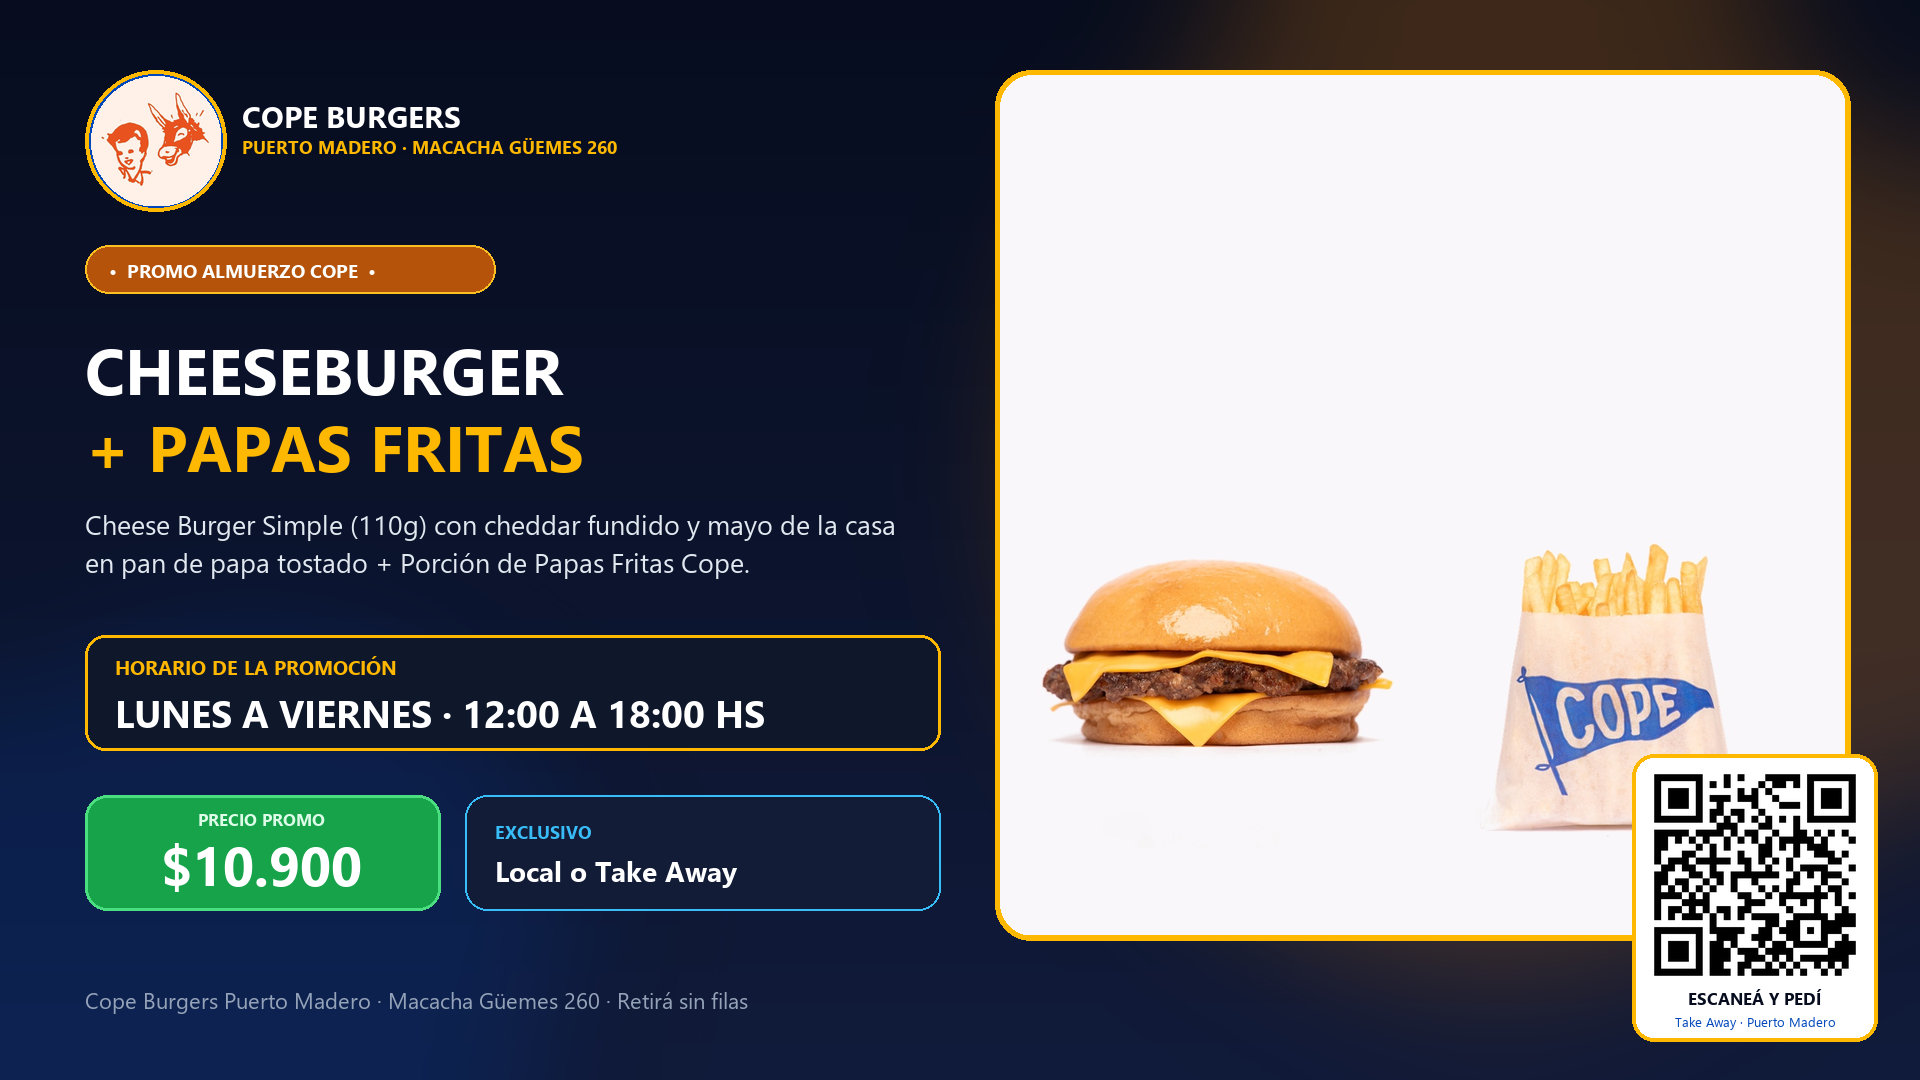 COPE BURGERS
PUERTO MADERO · MACACHA GÜEMES 260
• PROMO ALMUERZO COPE •
CHEESEBURGER
+ PAPAS FRITAS
Cheese Burger Simple (110g) con cheddar fundido y mayo de la casa
en pan de papa tostado + Porción de Papas Fritas Cope.
HORARIO DE LA PROMOCIÓN
LUNES A VIERNES · 12:00 A 18:00 HS
PRECIO PROMO
$10.900
EXCLUSIVO
Local o Take Away
Cope Burgers Puerto Madero · Macacha Güemes 260 · Retirá sin filas
COPE
ESCANEÁ Y PEDÍ
Take Away · Puerto Madero